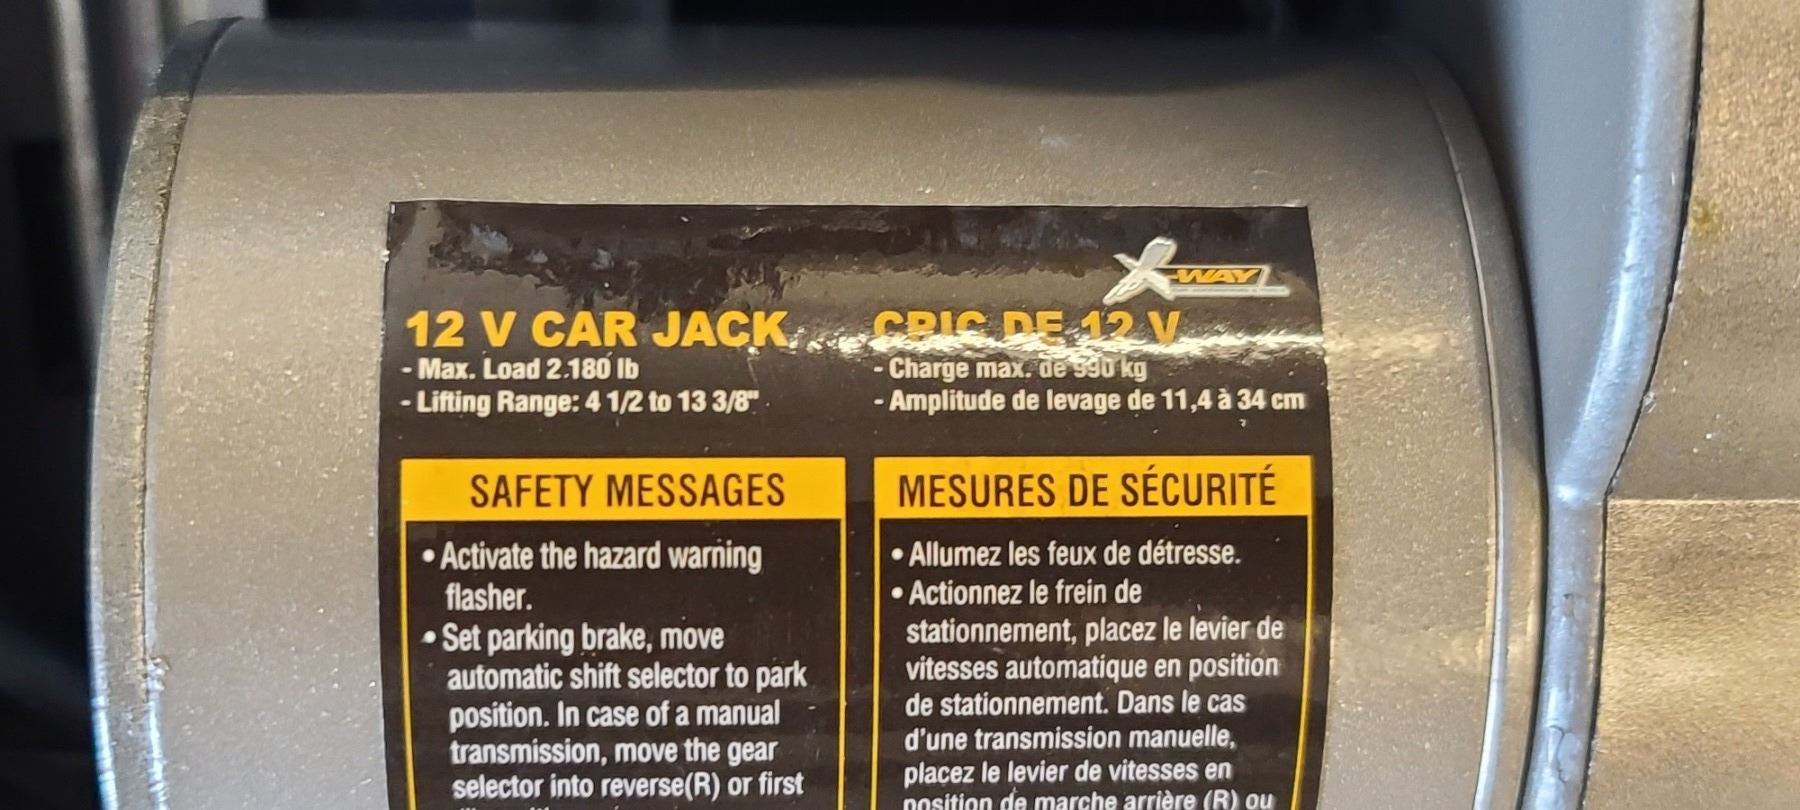 X-WAY
12 V CAR JACK
- Max. Load 2.180 lb
- Lifting Range: 4 1/2 to 13 3/8"
SAFETY MESSAGES
• Activate the hazard warning
flasher.
• Set parking brake, move
automatic shift selector to park
position. In case of a manual
transmission, move the gear
selector into reverse(R) or first
CRIC DE 12 V
- Charge max. de 990 kg
- Amplitude de levage de 11,4 à 34 cm
MESURES DE SÉCURITÉ
• Allumez les feux de détresse.
• Actionnez le frein de
stationnement, placez le levier de
vitesses automatique en position
de stationnement. Dans le cas
d'une transmission manuelle,
placez le levier de vitesses en
position de marche arrière (R) ou